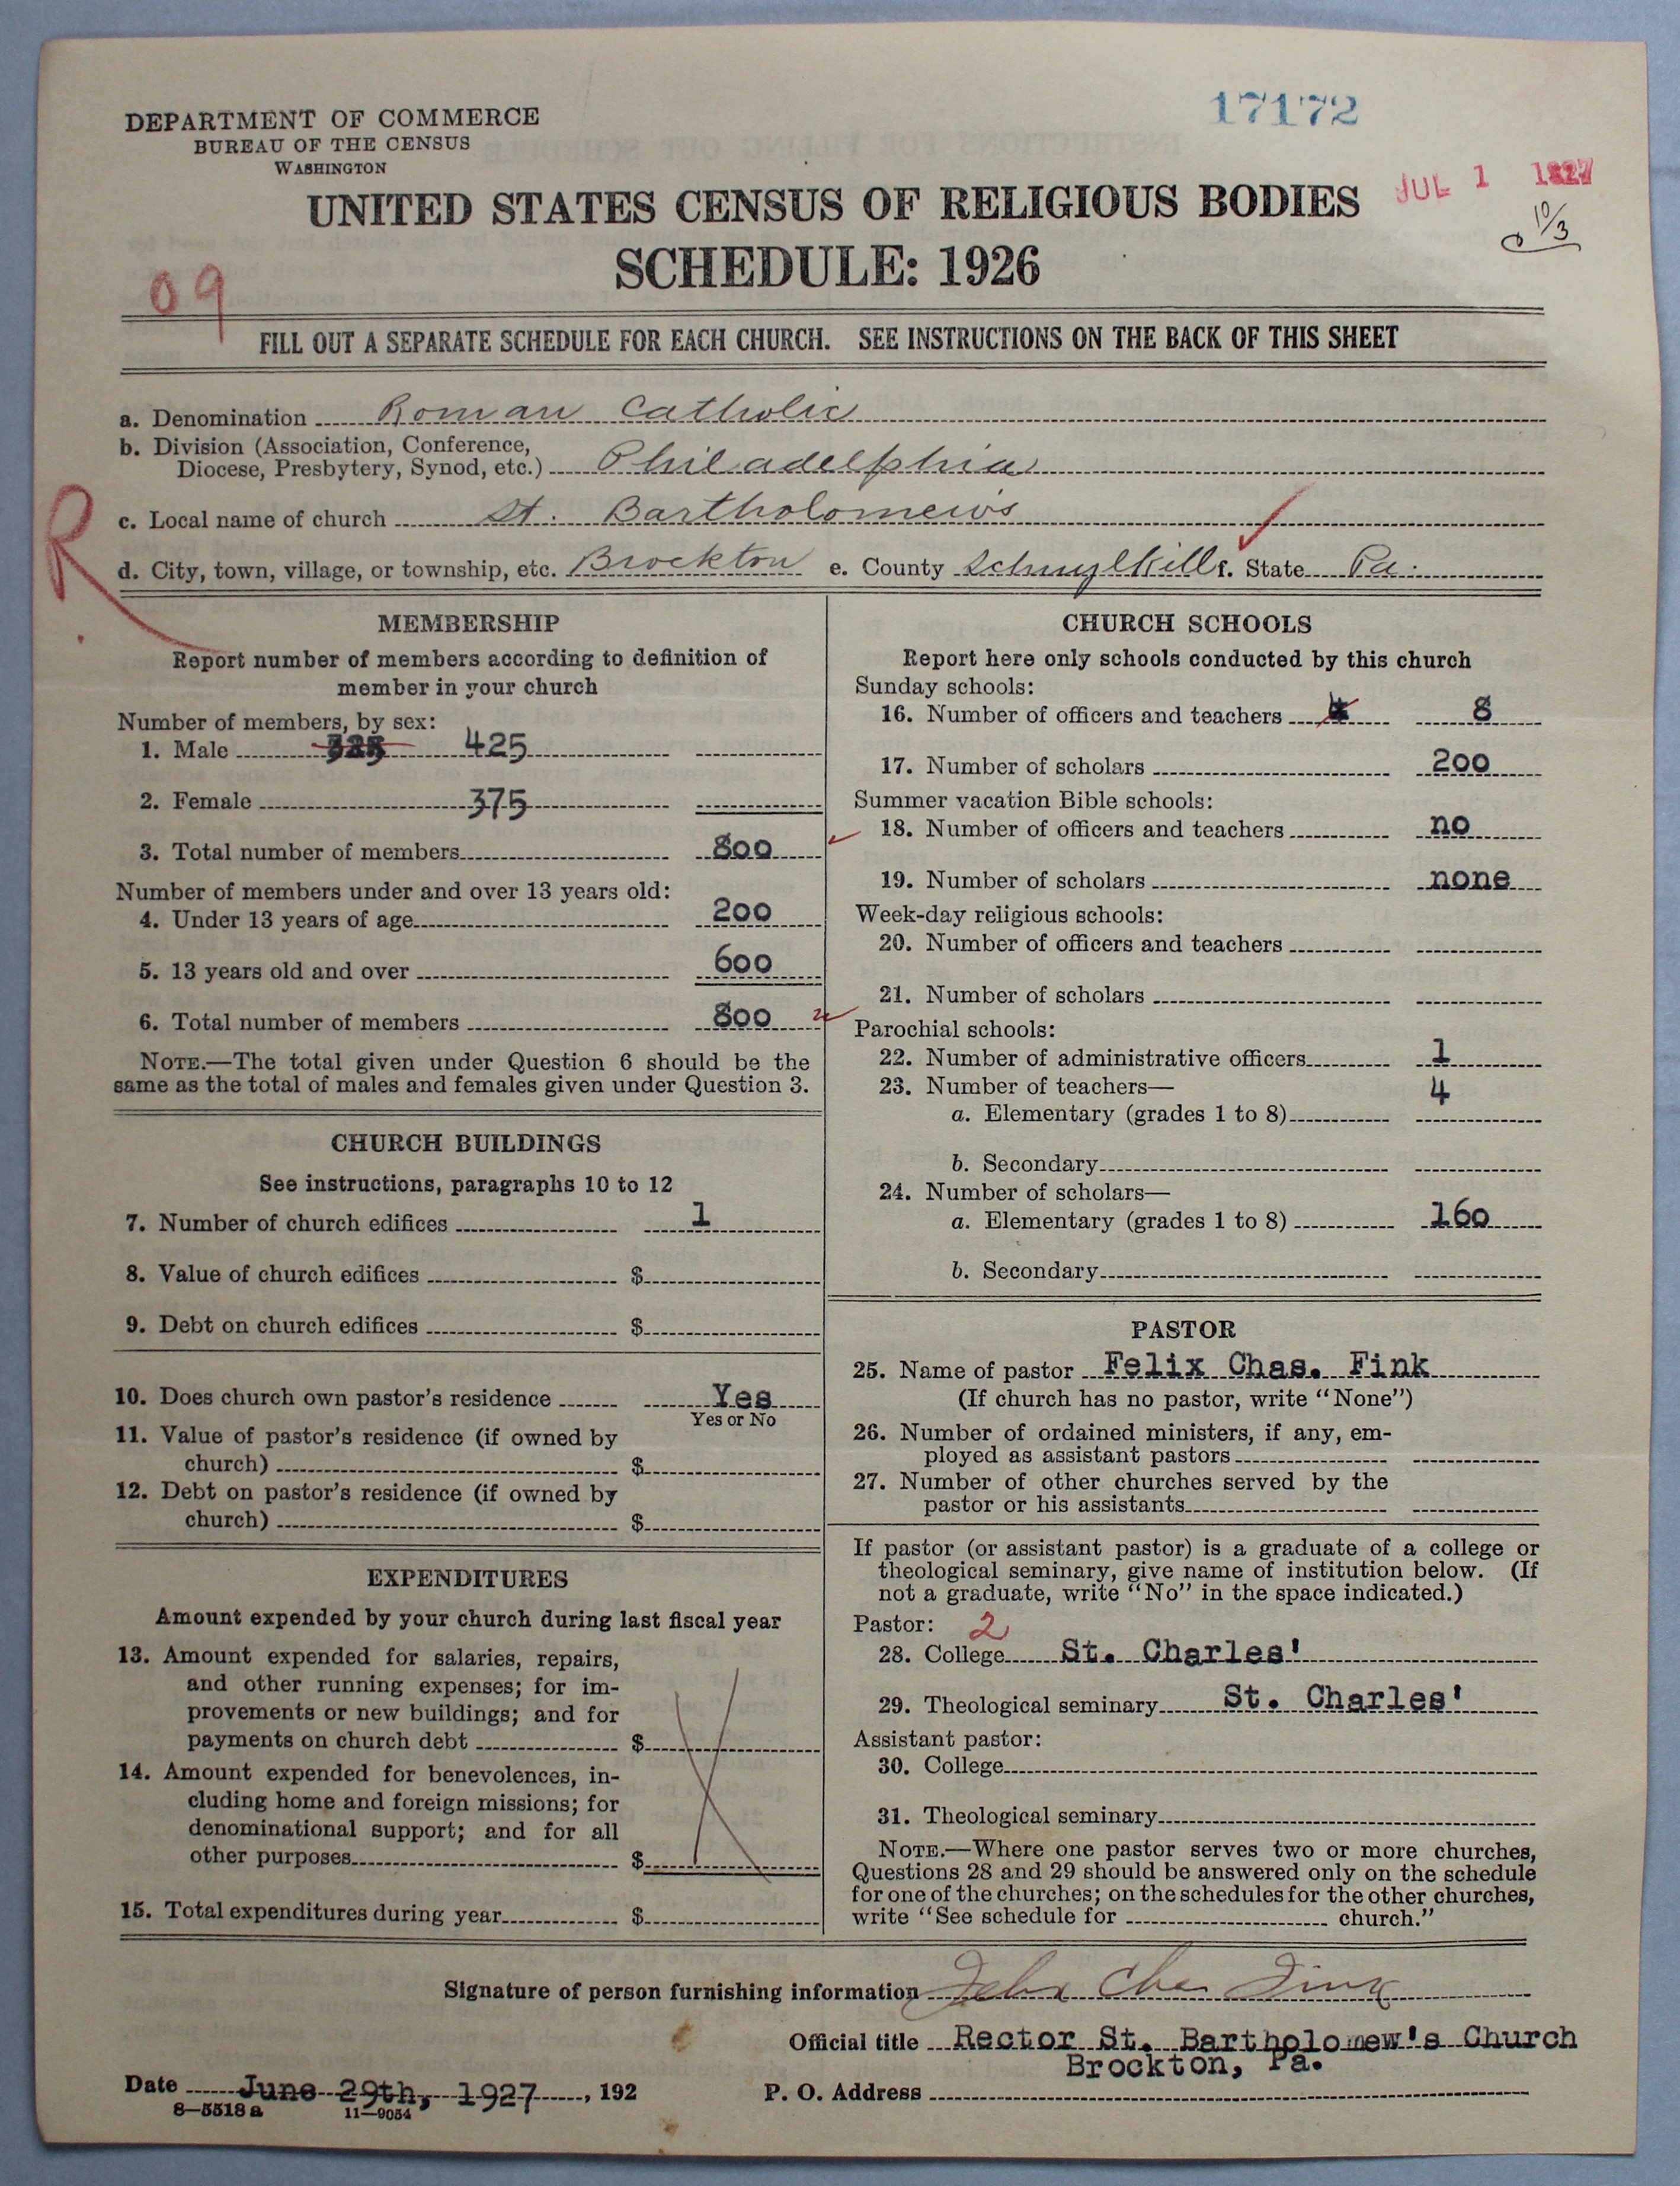 17172
DEPARTMENT OF COMMERCE
BUREAU OF THE CENSUS
WASHINGTON
JUL 1 1927
UNITED STATES CENSUS OF RELIGIOUS BODIES
10/3
SCHEDULE: 1926
09
FILL OUT A SEPARATE SCHEDULE FOR EACH CHURCH. SEE INSTRUCTIONS ON THE BACK OF THIS SHEET
a. Denomination Roman Catholic
b. Division (Association, Conference,
Diocese, Presbytery, Synod, etc.) Philadelphia
c. Local name of church St. Bartholomew's
R
d. City, town, village, or township, etc. Brockton e. County Schuylkill f. State Pa.
MEMBERSHIP
Report number of members according to definition of
member in your church
Number of members, by sex:
1. Male 425
2. Female 375
3. Total number of members 800
Number of members under and over 13 years old:
4. Under 13 years of age 200
5. 13 years old and over 600
6. Total number of members 800
NOTE.—The total given under Question 6 should be the
same as the total of males and females given under Question 3.
CHURCH BUILDINGS
See instructions, paragraphs 10 to 12
7. Number of church edifices 1
8. Value of church edifices $
9. Debt on church edifices $
10. Does church own pastor's residence Yes
Yes or No
11. Value of pastor's residence (if owned by
church) $
12. Debt on pastor's residence (if owned by
church) $
EXPENDITURES
Amount expended by your church during last fiscal year
13. Amount expended for salaries, repairs,
and other running expenses; for im-
provements or new buildings; and for
payments on church debt $
14. Amount expended for benevolences, in-
cluding home and foreign missions; for
denominational support; and for all
other purposes $
15. Total expenditures during year $
CHURCH SCHOOLS
Report here only schools conducted by this church
Sunday schools:
16. Number of officers and teachers 8
17. Number of scholars 200
Summer vacation Bible schools:
18. Number of officers and teachers no
19. Number of scholars none
Week-day religious schools:
20. Number of officers and teachers
21. Number of scholars
Parochial schools:
22. Number of administrative officers 1
23. Number of teachers— 4
a. Elementary (grades 1 to 8)
b. Secondary
24. Number of scholars—
a. Elementary (grades 1 to 8) 160
b. Secondary
PASTOR
25. Name of pastor Felix Chas. Fink
(If church has no pastor, write "None")
26. Number of ordained ministers, if any, em-
ployed as assistant pastors
27. Number of other churches served by the
pastor or his assistants
If pastor (or assistant pastor) is a graduate of a college or
theological seminary, give name of institution below. (If
not a graduate, write "No" in the space indicated.)
Pastor: 2
28. College St. Charles'
29. Theological seminary St. Charles'
Assistant pastor:
30. College
31. Theological seminary
NOTE.—Where one pastor serves two or more churches,
Questions 28 and 29 should be answered only on the schedule
for one of the churches; on the schedules for the other churches,
write "See schedule for church."
Signature of person furnishing information Felix Chas Fink
Official title Rector St. Bartholomew's Church
Brockton, Pa.
Date June 29th, 1927, 192 P. O. Address
8—5518a 11—9054